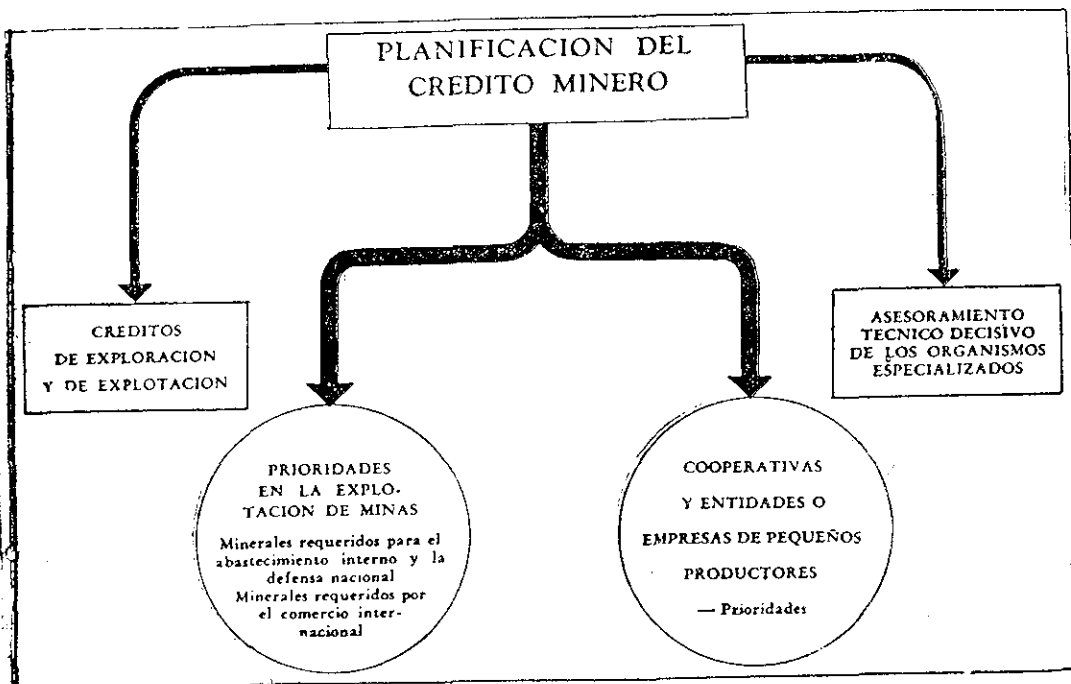 PLANIFICACION DEL
CREDITO MINERO
CREDITOS
DE EXPLORACION
Y DE EXPLOTACION
ASESORAMIENTO
TECNICO DECISIVO
DE LOS ORGANISMOS
ESPECIALIZADOS
PRIORIDADES
EN LA EXPLO-
TACION DE MINAS
Minerales requeridos para el
abastecimiento interno y la
defensa nacional
Minerales requeridos por
el comercio inter-
nacional
COOPERATIVAS
Y ENTIDADES O
EMPRESAS DE PEQUEÑOS
PRODUCTORES
— Prioridades